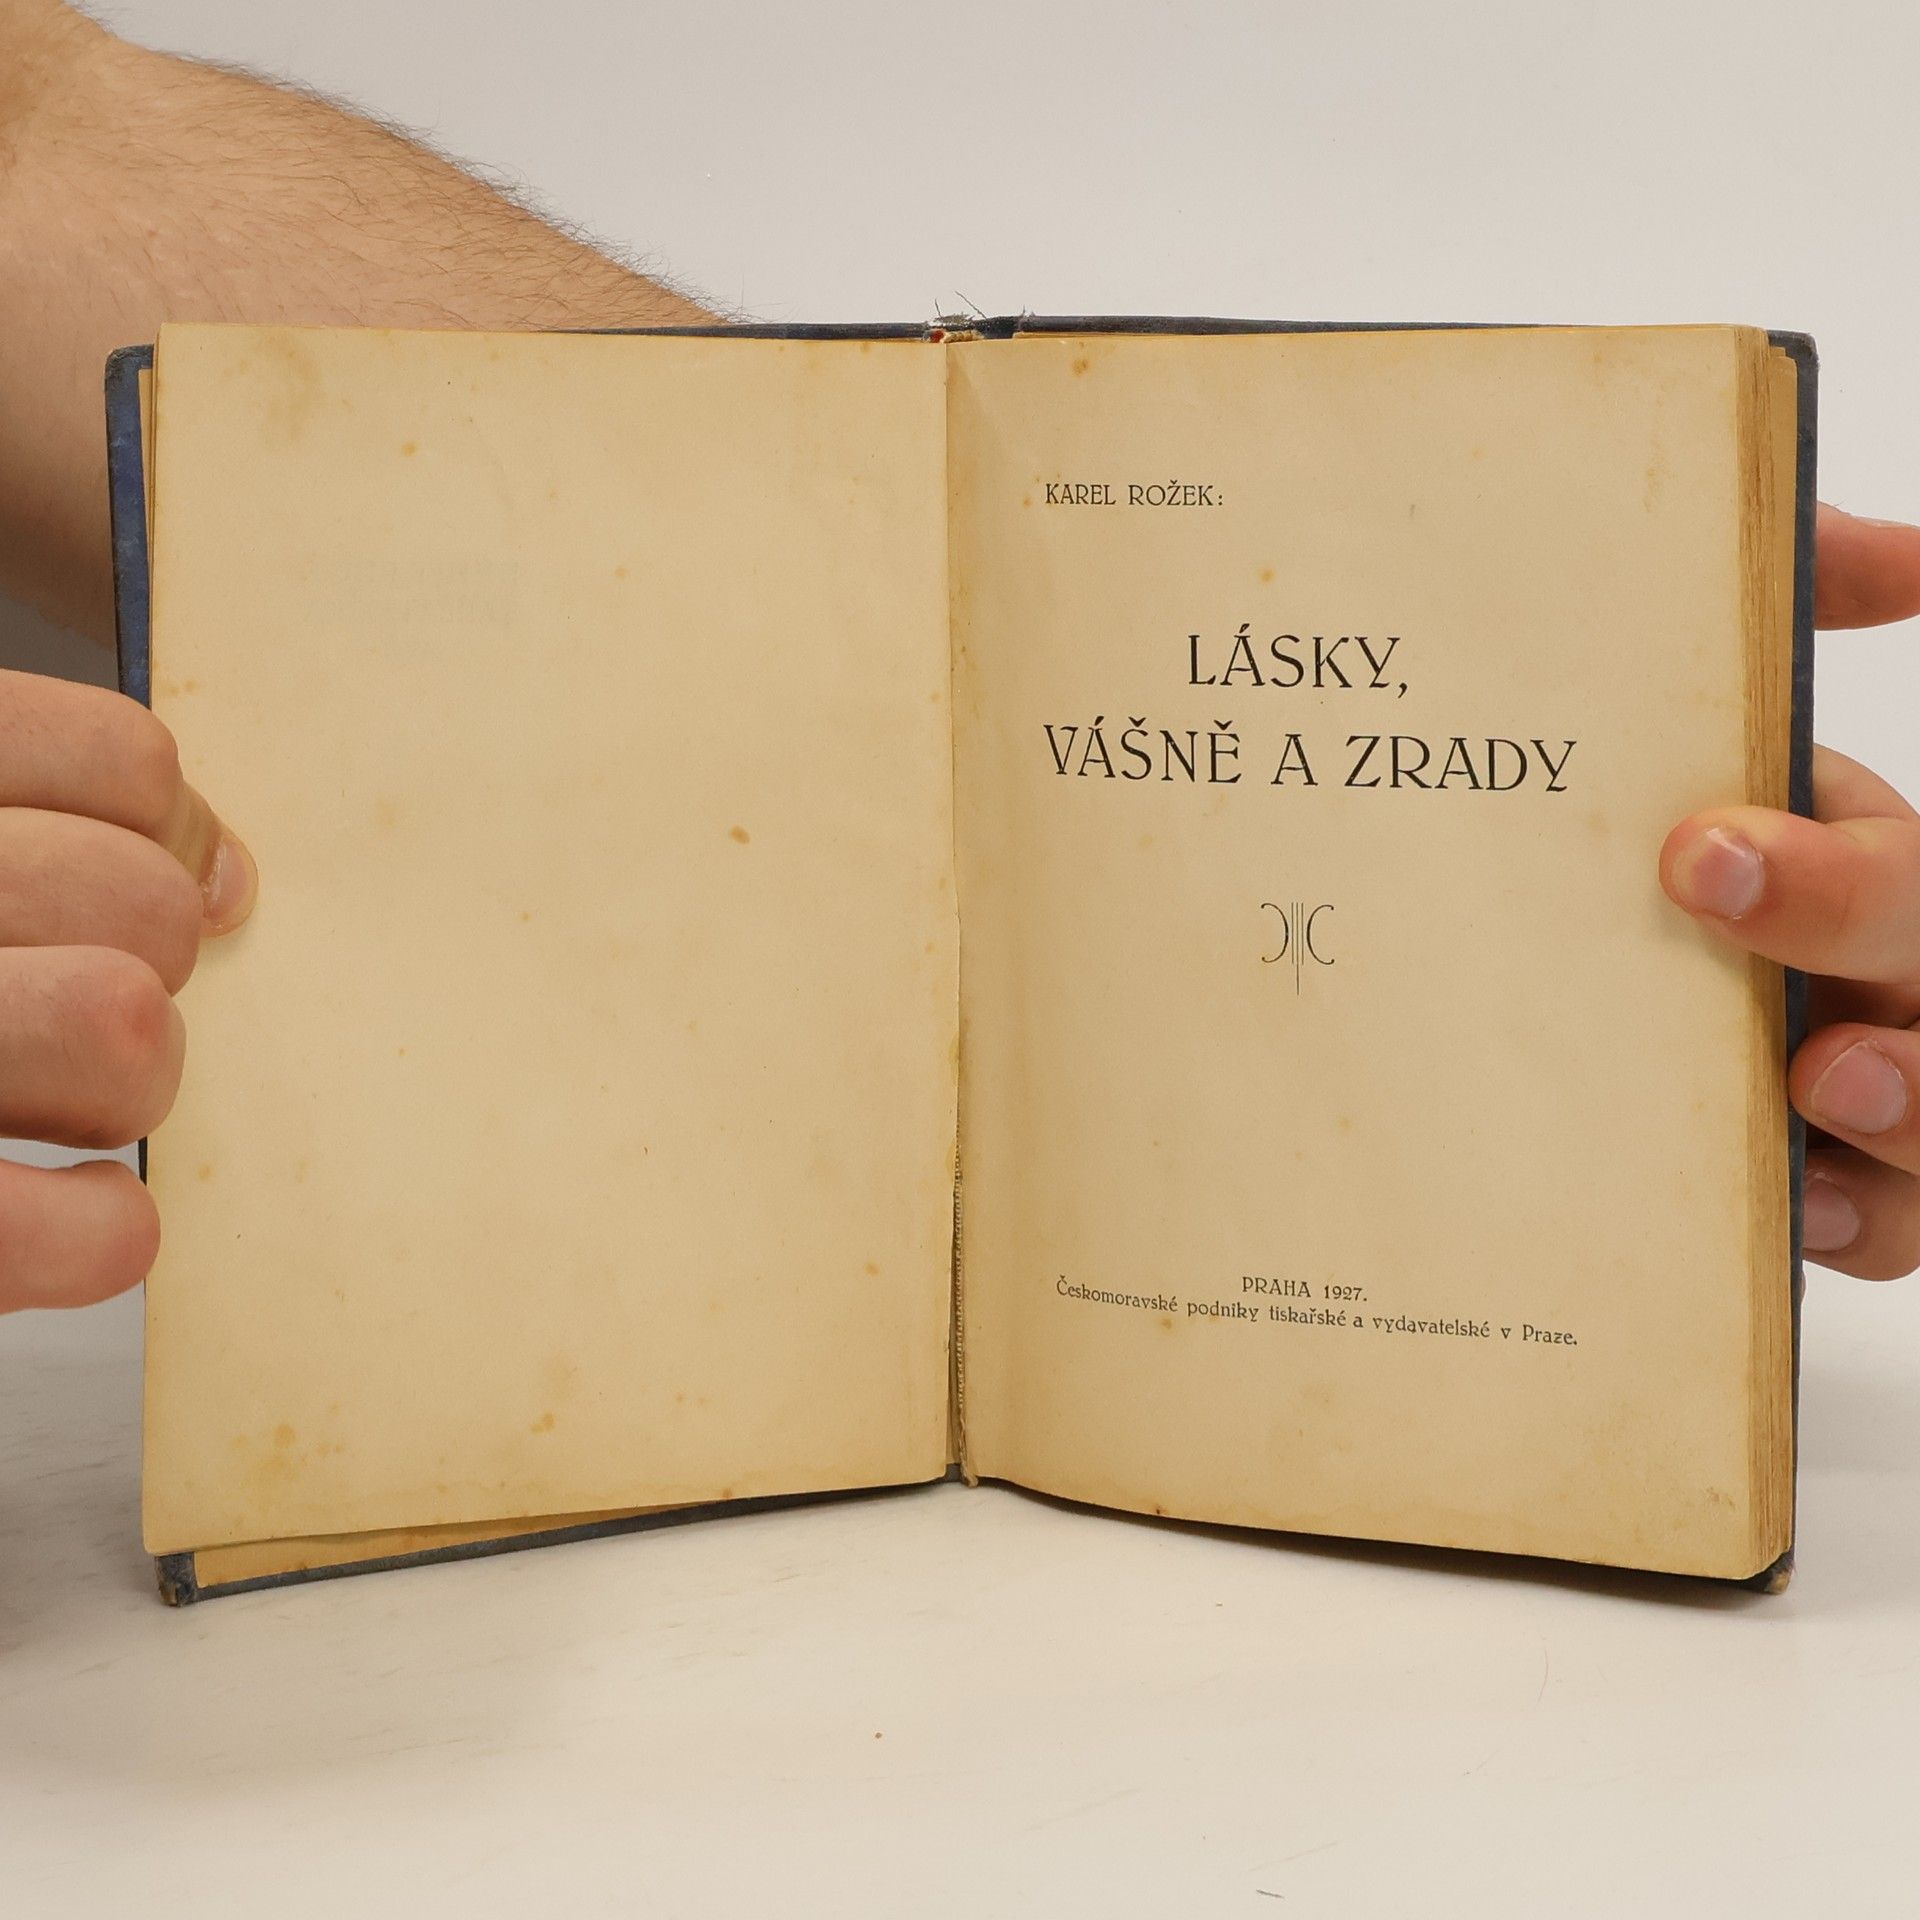 KAREL ROŽEK:
LÁSKY,
VÁŠNĚ A ZRADY
PRAHA 1927.
Českomoravské podniky tiskařské a vydavatelské v Praze.